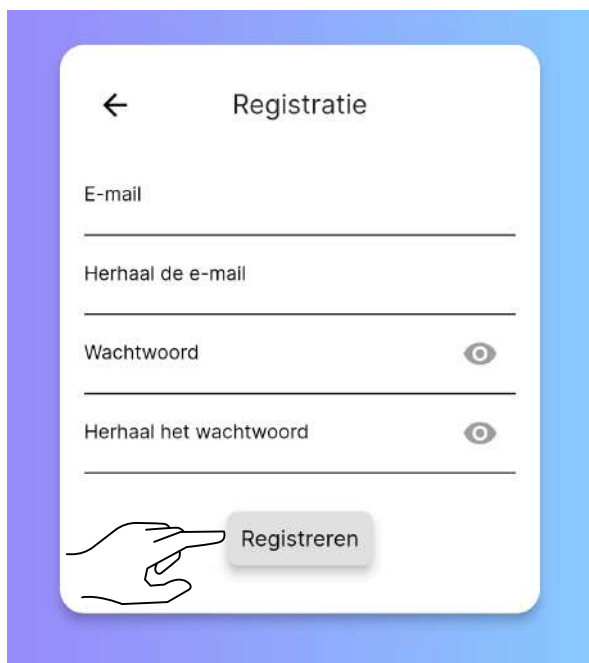 Registratie
E-mail
Herhaal de e-mail
Wachtwoord
Herhaal het wachtwoord
Registreren